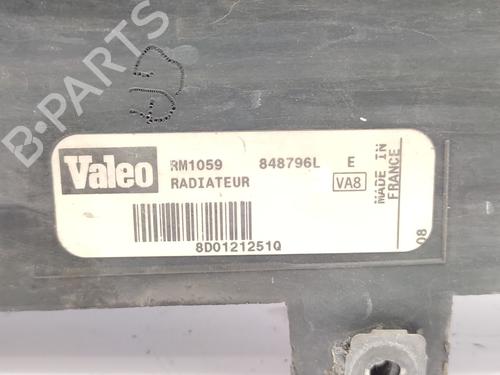 B-PARTS
Valeo
RM1059 848796L E
RADIATEUR VA8
MADE IN FRANCE
8D0121251Q
08